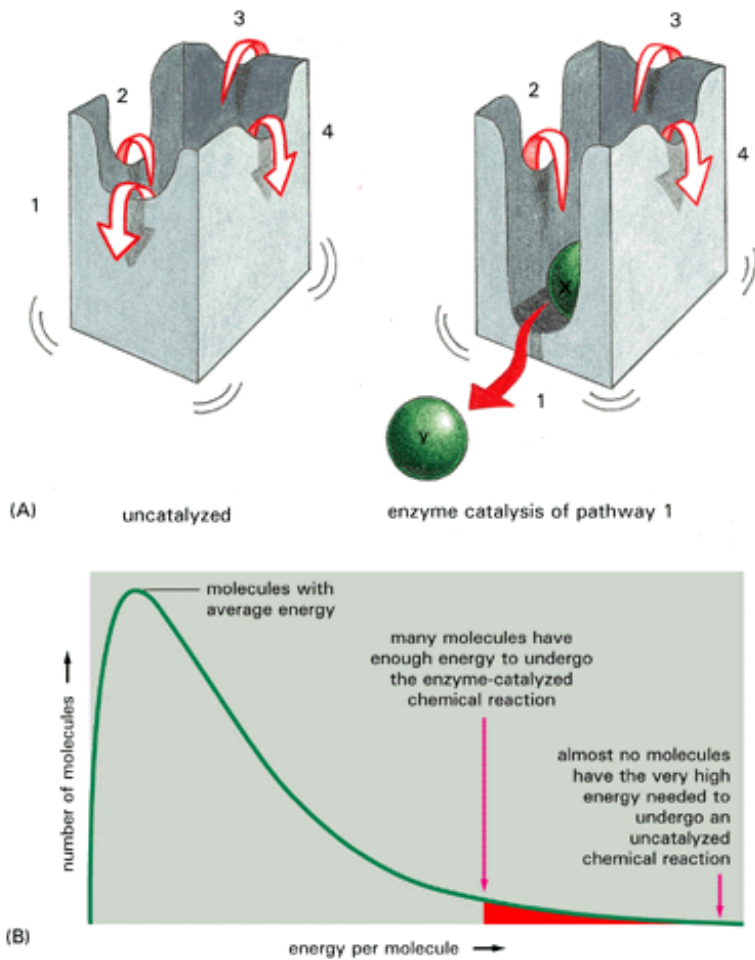 3
2
4
1
3
2
4
1
X
y
(A)
uncatalyzed
enzyme catalysis of pathway 1
molecules with
average energy
many molecules have
enough energy to undergo
the enzyme-catalyzed
chemical reaction
almost no molecules
have the very high
energy needed to
undergo an
uncatalyzed
chemical reaction
number of molecules
(B)
energy per molecule